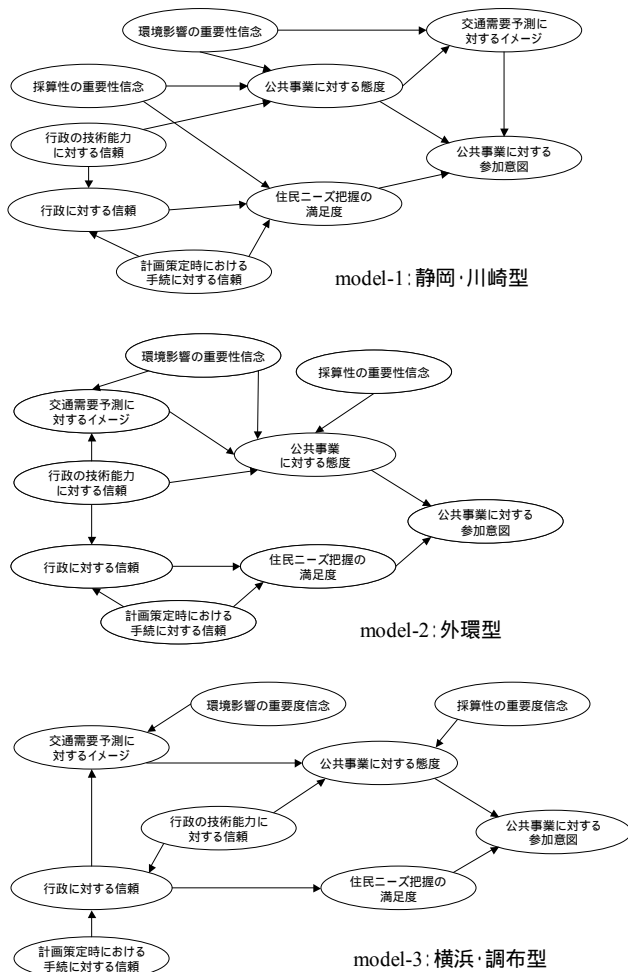 環境影響の重要性信念
交通需要予測に
対するイメージ
採算性の重要性信念
公共事業に対する態度
行政の技術能力
に対する信頼
公共事業に対する
参加意図
行政に対する信頼
住民ニーズ把握の
満足度
計画策定時における
手続に対する信頼
model-1:静岡・川崎型
環境影響の重要性信念
採算性の重要性信念
交通需要予測に
対するイメージ
公共事業
に対する態度
行政の技術能力
に対する信頼
公共事業に対する
参加意図
行政に対する信頼
住民ニーズ把握の
満足度
計画策定時における
手続に対する信頼
model-2:外環型
環境影響の重要度信念
採算性の重要度信念
交通需要予測に
対するイメージ
公共事業に対する態度
行政の技術能力に
対する信頼
公共事業に対する
参加意図
行政に対する信頼
住民ニーズ把握の
満足度
計画策定時における
手続に対する信頼
model-3:横浜・調布型